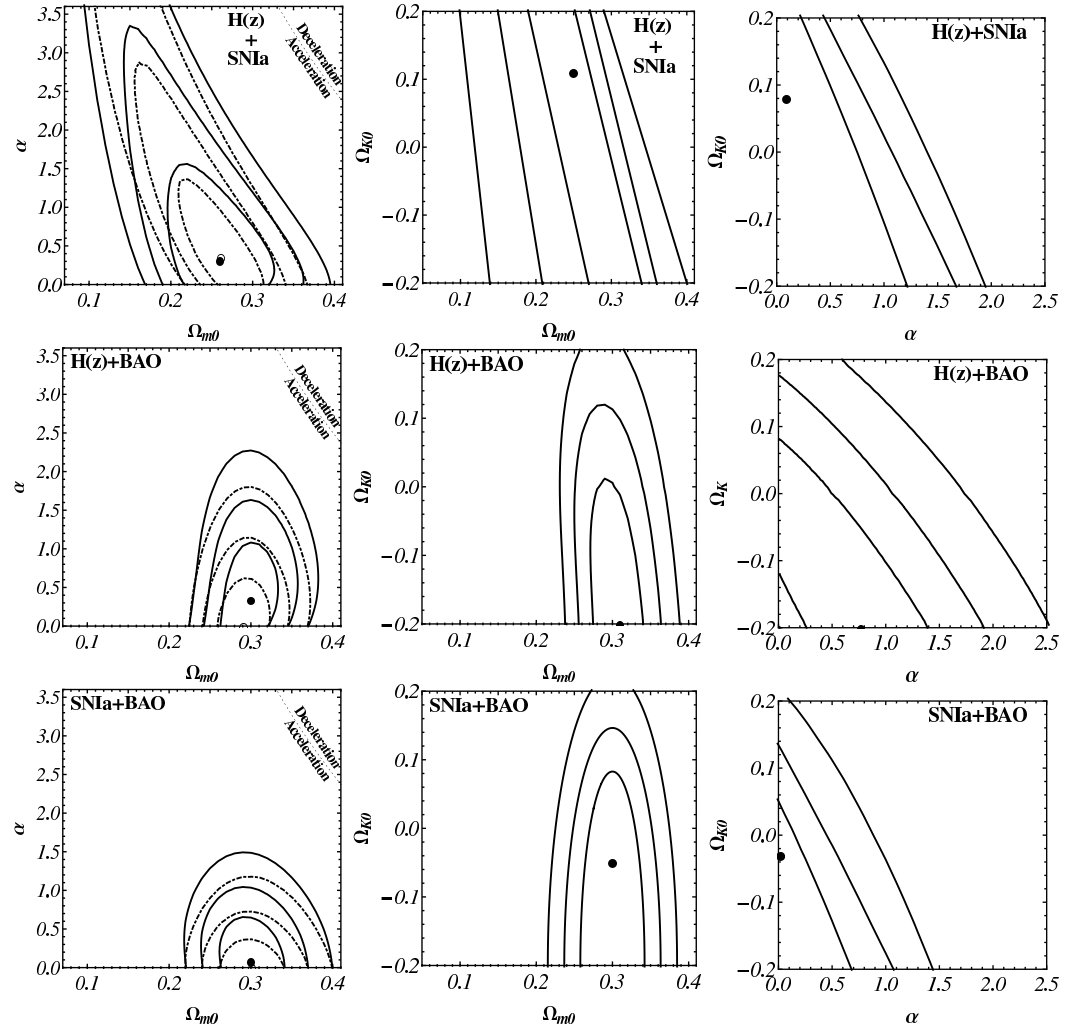 H(z)
+
SNIa
Deceleration
Acceleration
α
3.5
3.0
2.5
2.0
1.5
1.0
0.5
0.0
0.1
0.2
0.3
0.4
Ωm0
H(z)
+
SNIa
ΩK0
0.2
0.1
0.0
−0.1
−0.2
0.1
0.2
0.3
0.4
Ωm0
H(z)+SNIa
ΩK0
0.2
0.1
0.0
−0.1
−0.2
0.0
0.5
1.0
1.5
2.0
2.5
α
H(z)+BAO
Deceleration
Acceleration
α
3.5
3.0
2.5
2.0
1.5
1.0
0.5
0.0
0.1
0.2
0.3
0.4
Ωm0
H(z)+BAO
ΩK0
0.2
0.1
0.0
−0.1
−0.2
0.1
0.2
0.3
0.4
Ωm0
H(z)+BAO
ΩK
0.2
0.1
0.0
−0.1
−0.2
0.0
0.5
1.0
1.5
2.0
2.5
α
SNIa+BAO
Deceleration
Acceleration
α
3.5
3.0
2.5
2.0
1.5
1.0
0.5
0.0
0.1
0.2
0.3
0.4
Ωm0
SNIa+BAO
ΩK0
0.2
0.1
0.0
−0.1
−0.2
0.1
0.2
0.3
0.4
Ωm0
SNIa+BAO
ΩK0
0.2
0.1
0.0
−0.1
−0.2
0.0
0.5
1.0
1.5
2.0
2.5
α